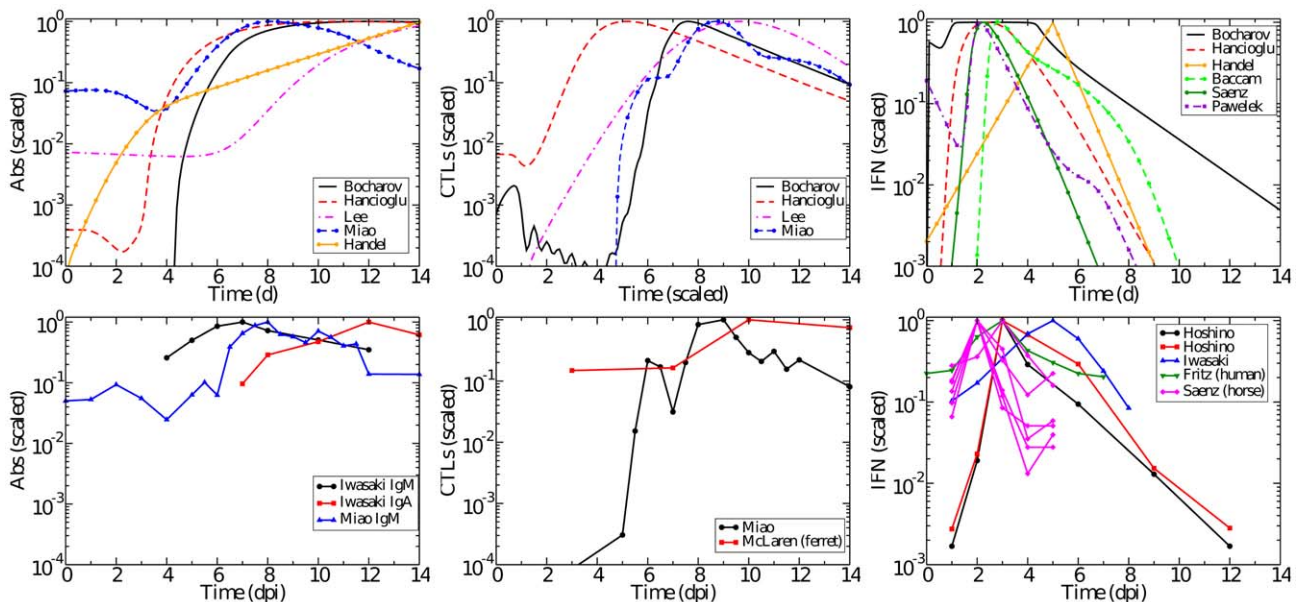 Abs (scaled)
10^0
10^-1
10^-2
10^-3
10^-4
0 2 4 6 8 10 12 14
Time (d)
Bocharov
Hancioglu
Lee
Miao
Handel
CTLs (scaled)
10^0
10^-1
10^-2
10^-3
10^-4
0 2 4 6 8 10 12 14
Time (scaled)
Bocharov
Hancioglu
Lee
Miao
IFN (scaled)
10^0
10^-1
10^-2
10^-3
0 2 4 6 8 10 12 14
Time (d)
Bocharov
Hancioglu
Handel
Baccam
Saenz
Pawelek
Abs (scaled)
10^0
10^-1
10^-2
10^-3
10^-4
0 2 4 6 8 10 12 14
Time (dpi)
Iwasaki IgM
Iwasaki IgA
Miao IgM
CTLs (scaled)
10^0
10^-1
10^-2
10^-3
10^-4
0 2 4 6 8 10 12 14
Time (dpi)
Miao
McLaren (ferret)
IFN (scaled)
10^0
10^-1
10^-2
10^-3
0 2 4 6 8 10 12 14
Time (dpi)
Hoshino
Hoshino
Iwasaki
Fritz (human)
Saenz (horse)